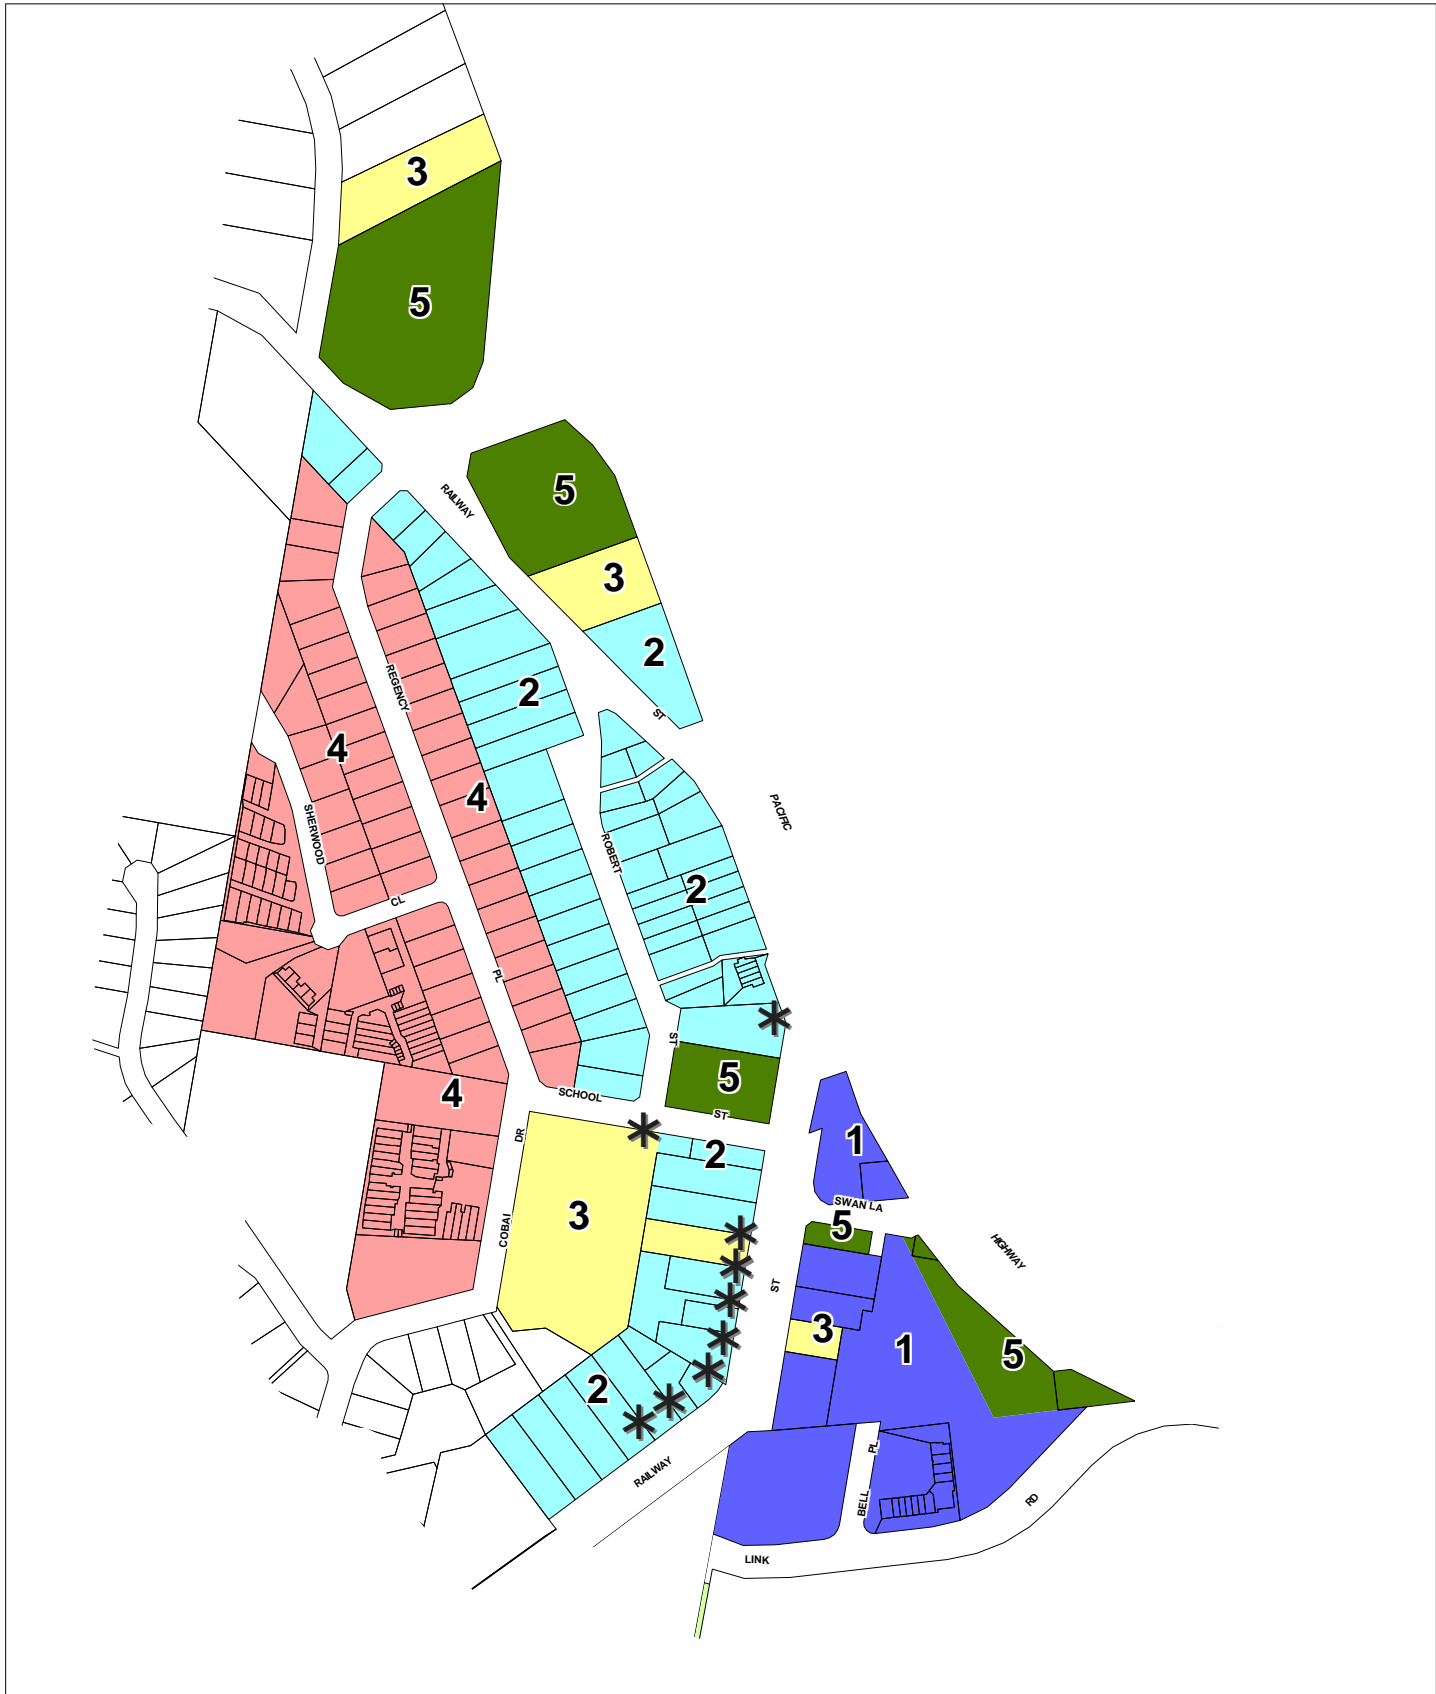 3
5
5
RAILWAY
3
2
REGENCY
2
ST
4
4
PACIFIC
SHERWOOD
ROBERT
2
CL
PL
ST
5
4
SCHOOL
ST
DR
2
1
SWAN LA
3
5
COBAI
HIGHWAY
ST
3
1
5
2
PL
RAILWAY
BELL
RD
LINK